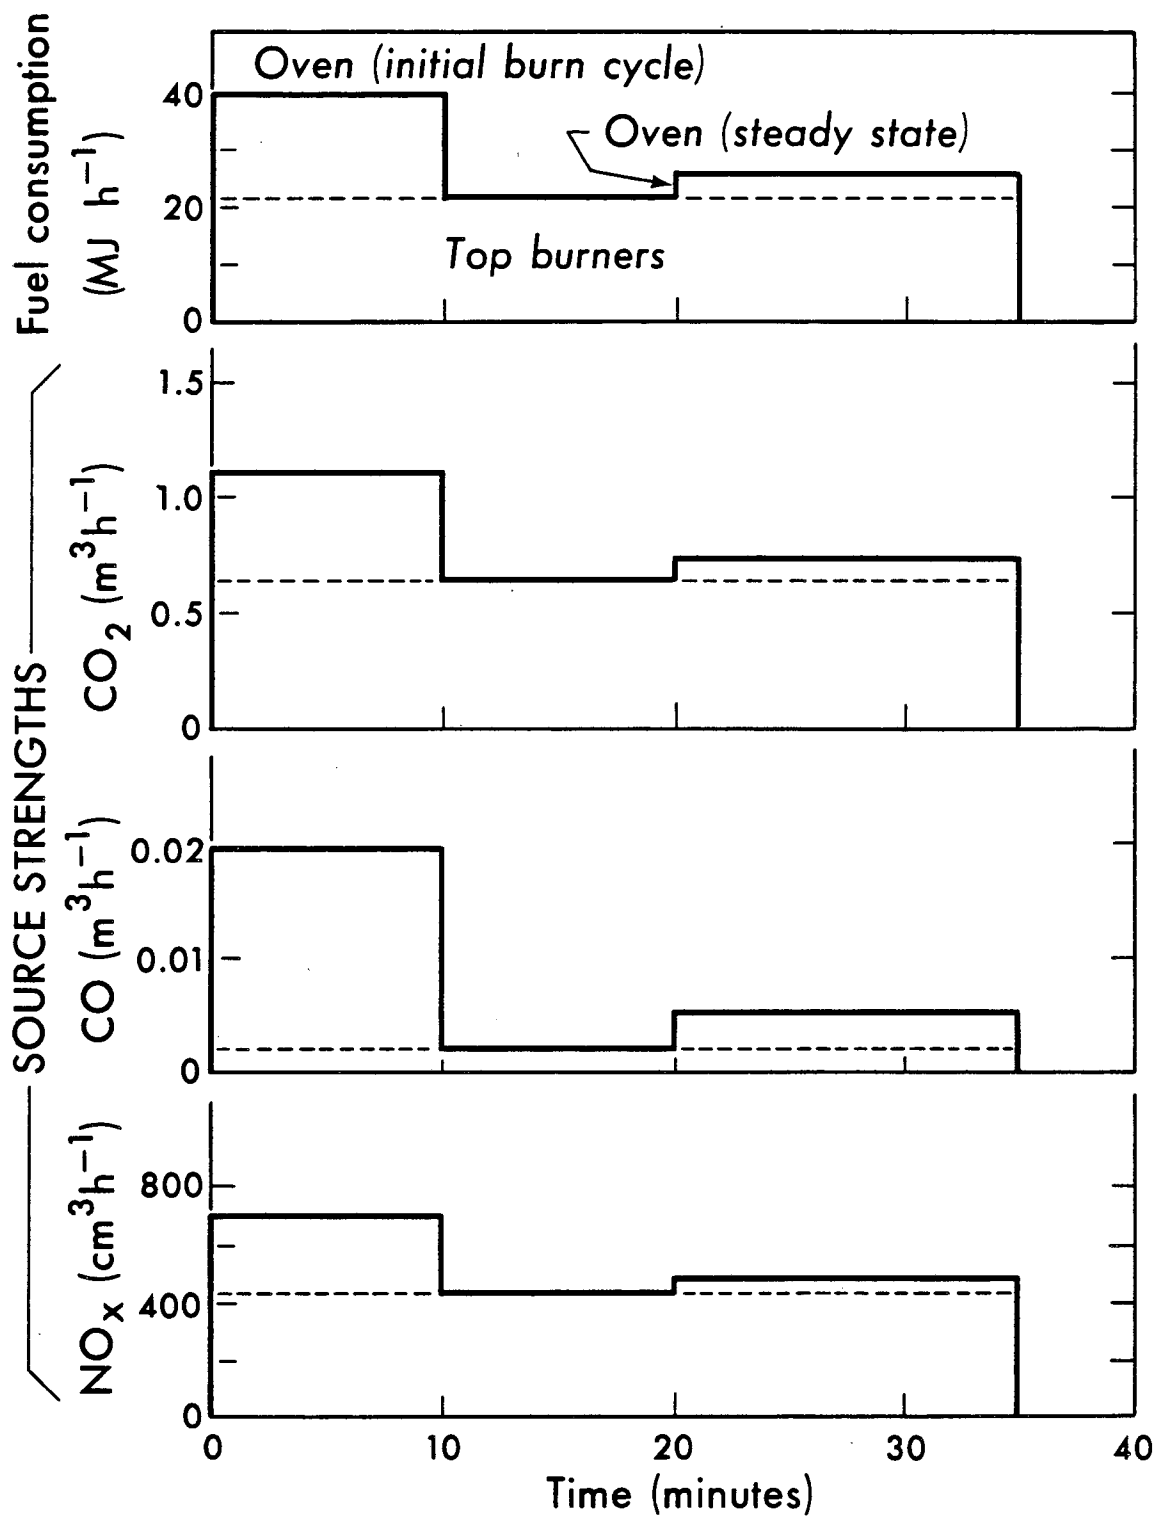 Fuel consumption
(MJ h⁻¹)
40
20
0
Oven (initial burn cycle)
Oven (steady state)
Top burners
SOURCE STRENGTHS
CO₂ (m³h⁻¹)
1.5
1.0
0.5
0
CO (m³h⁻¹)
0.02
0.01
0
NOₓ (cm³h⁻¹)
800
400
0
0 10 20 30 40
Time (minutes)